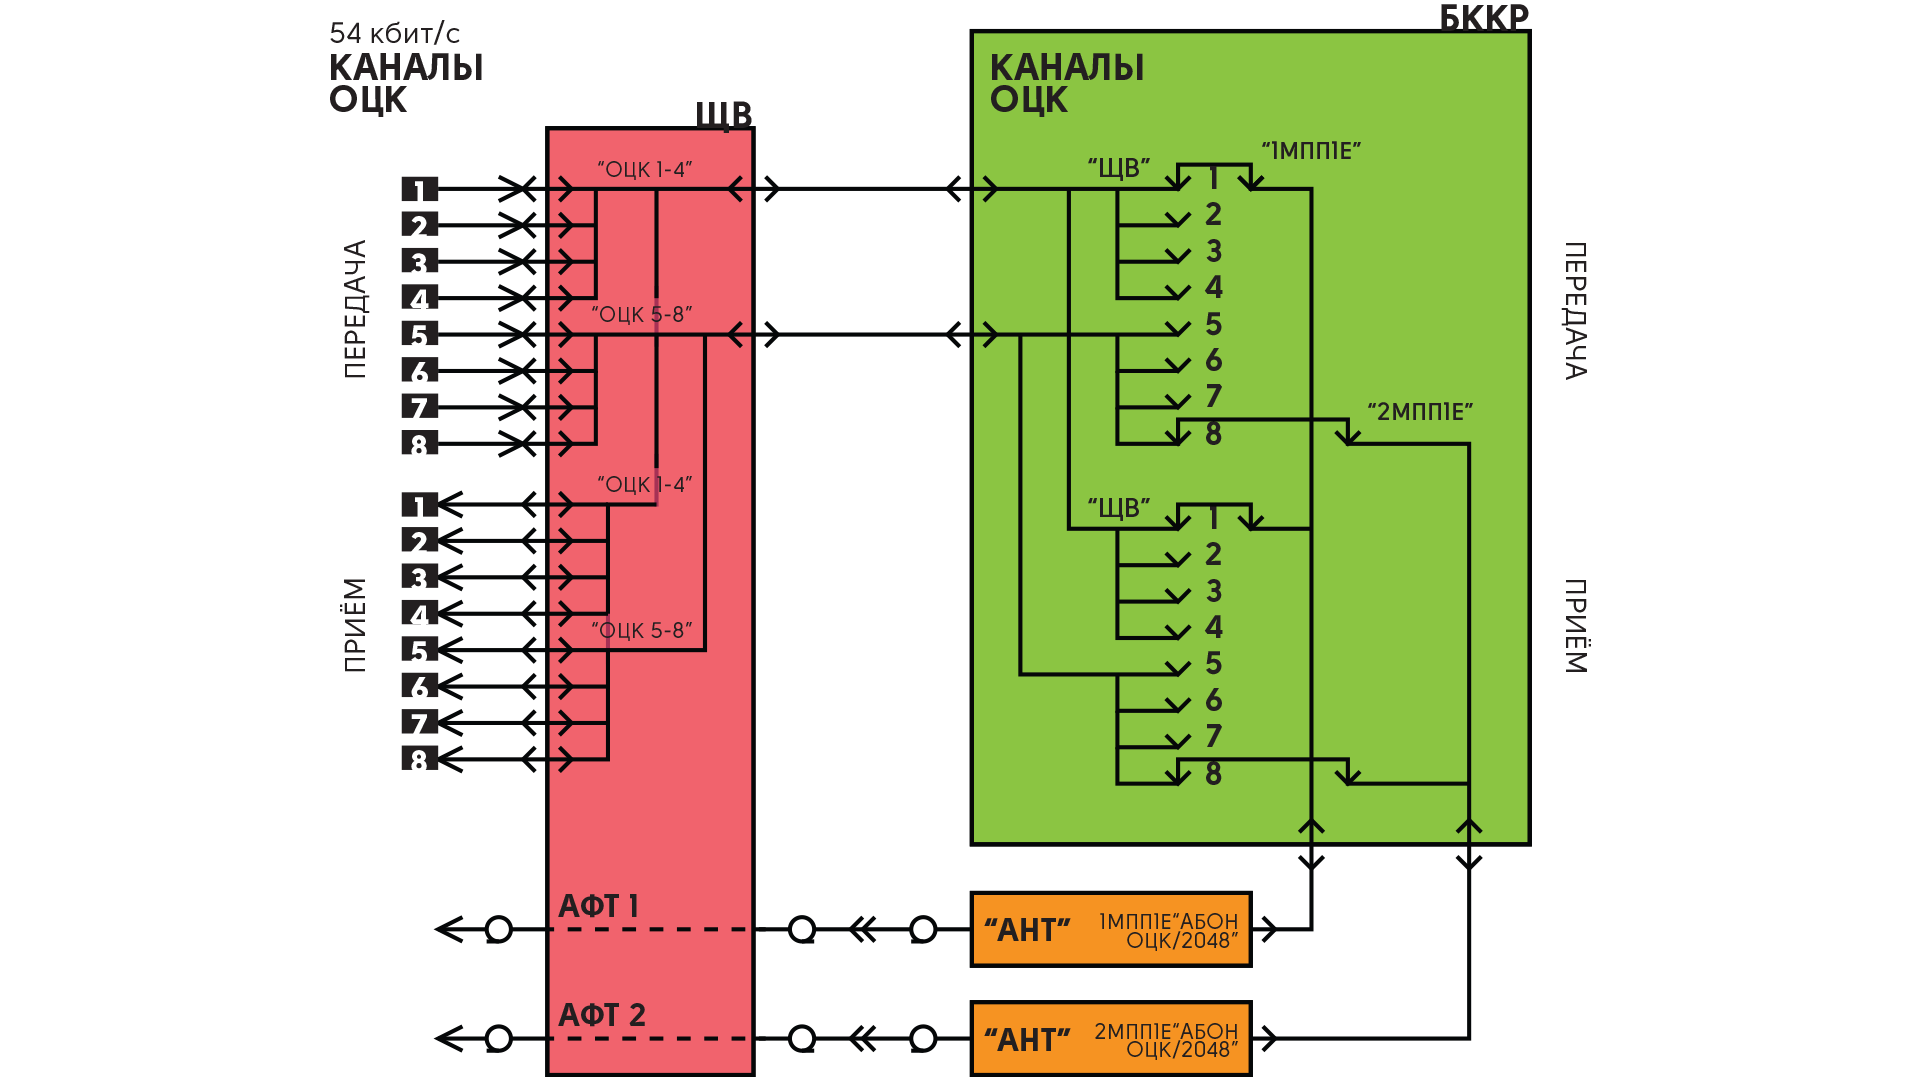 54 кбит/с
КАНАЛЫ
ОЦК
ЩВ
БККР
КАНАЛЫ
ОЦК
ПЕРЕДАЧА
1
2
3
4
5
6
7
8
"ОЦК 1-4"
"ОЦК 5-8"
ПРИЁМ
1
2
3
4
5
6
7
8
"ОЦК 1-4"
"ОЦК 5-8"
"ЩВ"
"1МПП1Е"
1
2
3
4
5
6
7
8
"2МПП1Е"
ПЕРЕДАЧА
"ЩВ"
1
2
3
4
5
6
7
8
ПРИЁМ
АФТ 1
"АНТ"
1МПП1Е"АБОН
ОЦК/2048"
АФТ 2
"АНТ"
2МПП1Е"АБОН
ОЦК/2048"